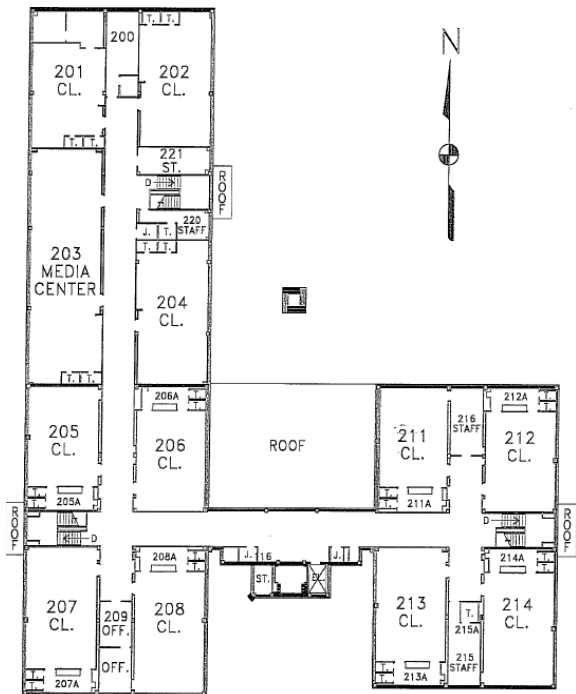 N
200
201
CL.
202
CL.
T.
T.
T.
T.
221
ST.
D
ROOF
220
STAFF
J.
T.
T.
T.
203
MEDIA
CENTER
204
CL.
T.
T.
205
CL.
205A
T.
T.
206A
T.
T.
206
CL.
ROOF
211
CL.
211A
T.
T.
216
STAFF
212A
T.
T.
212
CL.
ROOF
D
D
ROOF
207
CL.
207A
T.
T.
209
OFF.
OFF.
208A
T.
T.
208
CL.
J.
116
ST.
EL.
J.
213
CL.
213A
T.
T.
T.
215A
215
STAFF
214A
T.
T.
214
CL.